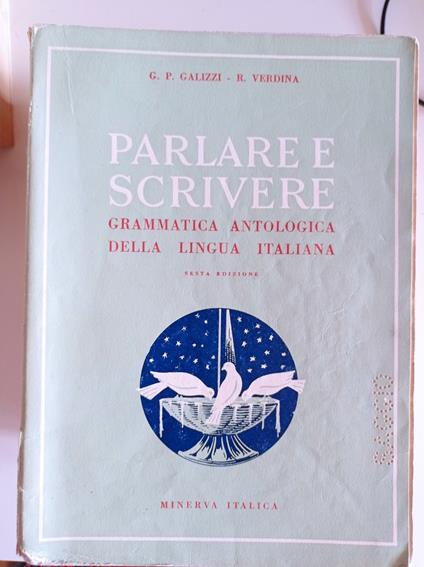 G. P. GALIZZI - R. VERDINA
PARLARE E
SCRIVERE
GRAMMATICA ANTOLOGICA
DELLA LINGUA ITALIANA
SESTA EDIZIONE
MINERVA ITALICA